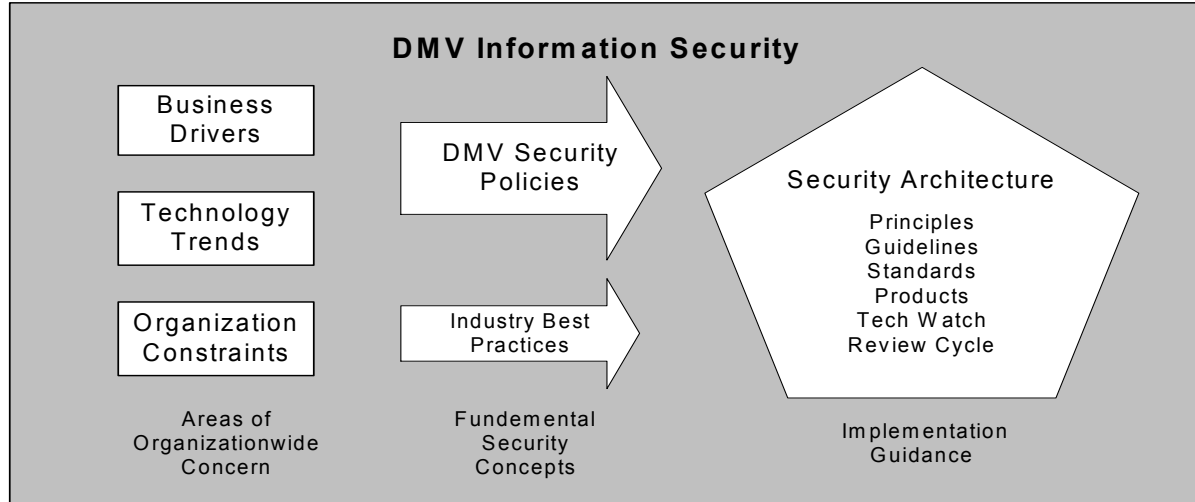 DMV Information Security
Business
Drivers
Technology
Trends
Organization
Constraints
Areas of
Organizationwide
Concern
DMV Security
Policies
Industry Best
Practices
Fundemental
Security
Concepts
Security Architecture
Principles
Guidelines
Standards
Products
Tech Watch
Review Cycle
Implementation
Guidance